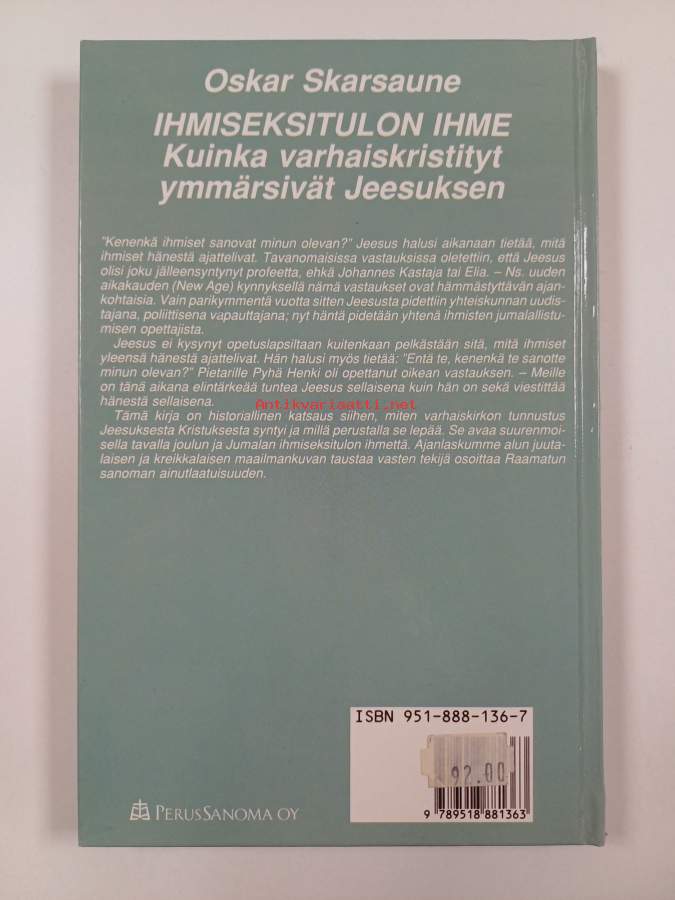 Oskar Skarsaune
IHMISEKSITULON IHME
Kuinka varhaiskristityt
ymmärsivät Jeesuksen
"Kenenkä ihmiset sanovat minun olevan?" Jeesus halusi aikanaan tietää, mitä
ihmiset hänestä ajattelivat. Tavanomaisissa vastauksissa oletettiin, että Jeesus
olisi joku jälleensyntynyt profeetta, ehkä Johannes Kastaja tai Elia. – Ns. uuden
aikakauden (New Age) kynnyksellä nämä vastaukset ovat hämmästyttävän ajan-
kohtaisia. Vain parikymmentä vuotta sitten Jeesusta pidettiin yhteiskunnan uudis-
tajana, poliittisena vapauttajana; nyt häntä pidetään yhtenä ihmisten jumalallistu-
misen opettajista.
Jeesus ei kysynyt opetuslapsiltaan kuitenkaan pelkästään sitä, mitä ihmiset
yleensä hänestä ajattelivat. Hän halusi myös tietää: "Entä te, kenenkä te sanotte
minun olevan?" Pietarille Pyhä Henki oli opettanut oikean vastauksen. – Meille
on tänä aikana elintärkeää tuntea Jeesus sellaisena kuin hän on sekä viestittää
hänestä sellaisena.
Antikvariaatti.net
Tämä kirja on historiallinen katsaus siihen, miten varhaiskirkon tunnustus
Jeesuksesta Kristuksesta syntyi ja millä perustalla se lepää. Se avaa suurenmoi-
sella tavalla joulun ja Jumalan ihmiseksitulon ihmettä. Ajanlaskumme alun juuta-
laisen ja kreikkalaisen maailmankuvan taustaa vasten tekijä osoittaa Raamatun
sanoman ainutlaatuisuuden.
ISBN 951-888-136-7
92.00
9 789518 881363
PERUSSANOMA OY